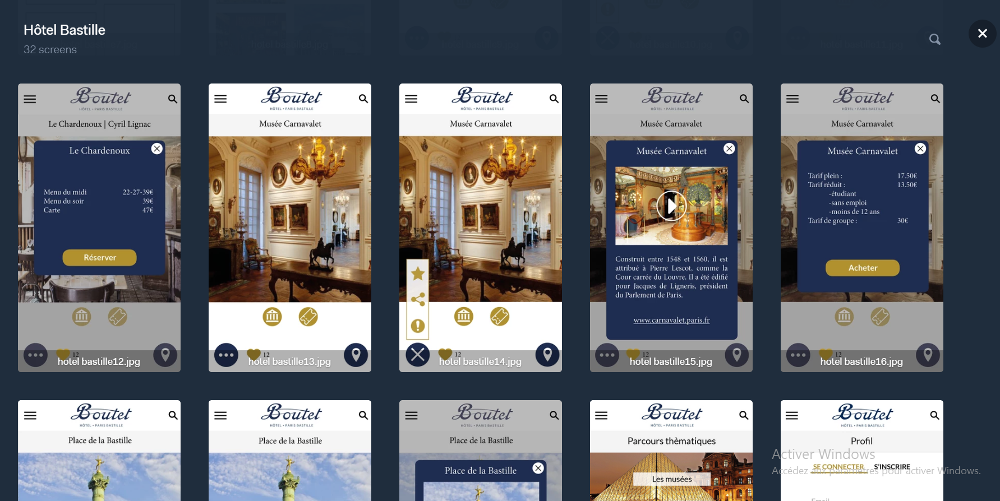 Hôtel Bastille
32 screens
Boutet
HÔTEL • PARIS BASTILLE
Le Chardenoux | Cyril Lignac
Le Chardenoux
Menu du midi 22-27-39€
Menu du soir 39€
Carte 47€
Réserver
12
hotel bastille12.jpg
Boutet
HÔTEL • PARIS BASTILLE
Musée Carnavalet
12
hotel bastille13.jpg
Boutet
HÔTEL • PARIS BASTILLE
Musée Carnavalet
12
hotel bastille14.jpg
Boutet
HÔTEL • PARIS BASTILLE
Musée Carnavalet
Musée Carnavalet
Construit entre 1548 et 1560, il est
attribué à Pierre Lescot, comme la
Cour carrée du Louvre. Il a été édifié
pour Jacques de Ligneris, président
du Parlement de Paris.
www.carnavalet.paris.fr
12
hotel bastille15.jpg
Boutet
HÔTEL • PARIS BASTILLE
Musée Carnavalet
Musée Carnavalet
Tarif plein : 17.50€
Tarif réduit : 13.50€
-étudiant
-sans emploi
-moins de 12 ans
Tarif de groupe : 30€
Acheter
12
hotel bastille16.jpg
Boutet
HÔTEL • PARIS BASTILLE
Place de la Bastille
Boutet
HÔTEL • PARIS BASTILLE
Place de la Bastille
Boutet
HÔTEL • PARIS BASTILLE
Place de la Bastille
Place de la Bastille
Boutet
HÔTEL • PARIS BASTILLE
Parcours thèmatiques
Les musées
Boutet
HÔTEL • PARIS BASTILLE
Profil
SE CONNECTER S'INSCRIRE
Email
Activer Windows
Accédez aux paramètres pour activer Windows.